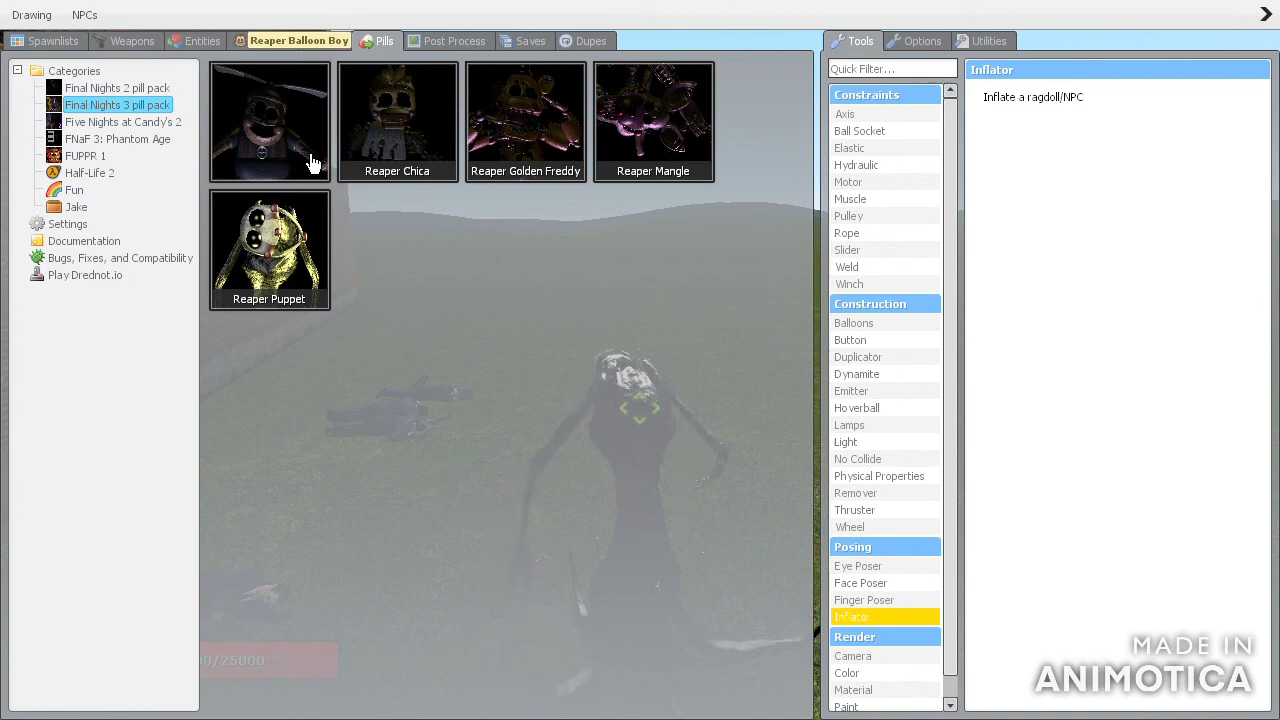 Drawing NPCs
Spawnlists Weapons Entities Reaper Balloon Boy Pills Post Process Saves Dupes
Tools Options Utilities
Categories
Final Nights 2 pill pack
Final Nights 3 pill pack
Five Nights at Candy's 2
FNaF 3: Phantom Age
FUPPR 1
Half-Life 2
Fun
Jake
Settings
Documentation
Bugs, Fixes, and Compatibility
Play Drednot.io
Reaper Chica
Reaper Golden Freddy
Reaper Mangle
Reaper Puppet
0/25000
Quick Filter...
Constraints
Axis
Ball Socket
Elastic
Hydraulic
Motor
Muscle
Pulley
Rope
Slider
Weld
Winch
Construction
Balloons
Button
Duplicator
Dynamite
Emitter
Hoverball
Lamps
Light
No Collide
Physical Properties
Remover
Thruster
Wheel
Posing
Eye Poser
Face Poser
Finger Poser
Inflator
Render
Camera
Color
Material
Paint
Inflator
Inflate a ragdoll/NPC
MADE IN
ANIMOTICA